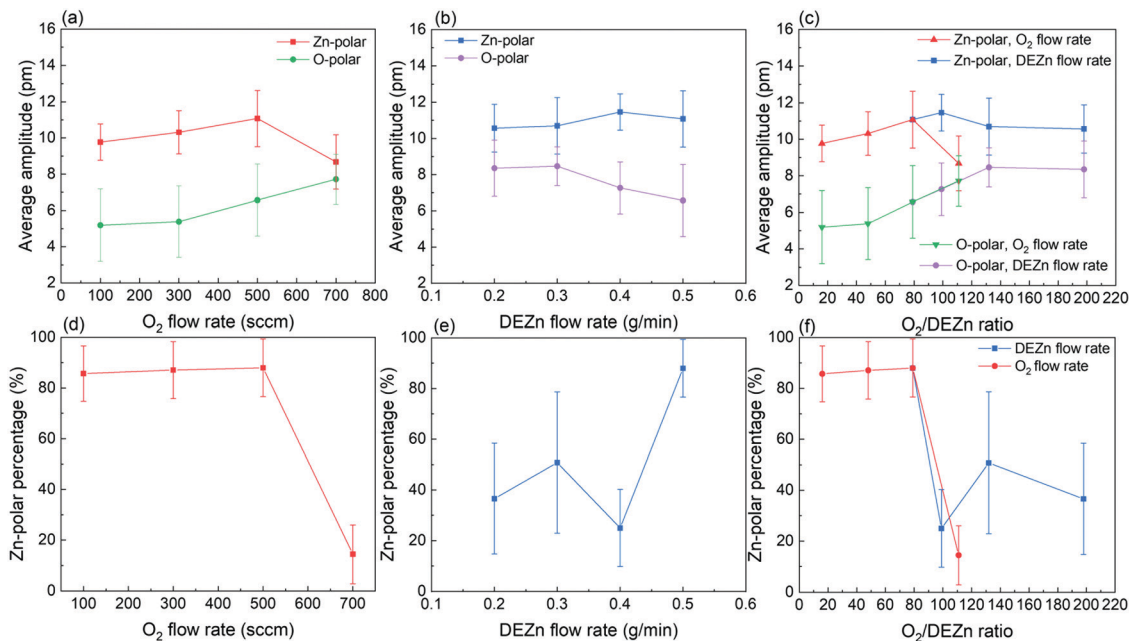 (a)
Average amplitude (pm)
16
14
12
10
8
6
4
2
0 100 200 300 400 500 600 700 800
O₂ flow rate (sccm)
Zn-polar
O-polar
(b)
Average amplitude (pm)
16
14
12
10
8
6
4
2
0.1 0.2 0.3 0.4 0.5 0.6
DEZn flow rate (g/min)
Zn-polar
O-polar
(c)
Average amplitude (pm)
16
14
12
10
8
6
4
2
0 20 40 60 80 100 120 140 160 180 200 220
O₂/DEZn ratio
Zn-polar, O₂ flow rate
Zn-polar, DEZn flow rate
O-polar, O₂ flow rate
O-polar, DEZn flow rate
(d)
Zn-polar percentage (%)
100
80
60
40
20
0
100 200 300 400 500 600 700
O₂ flow rate (sccm)
(e)
Zn-polar percentage (%)
100
80
60
40
20
0
0.1 0.2 0.3 0.4 0.5 0.6
DEZn flow rate (g/min)
(f)
Zn-polar percentage (%)
100
80
60
40
20
0
0 20 40 60 80 100 120 140 160 180 200 220
O₂/DEZn ratio
DEZn flow rate
O₂ flow rate